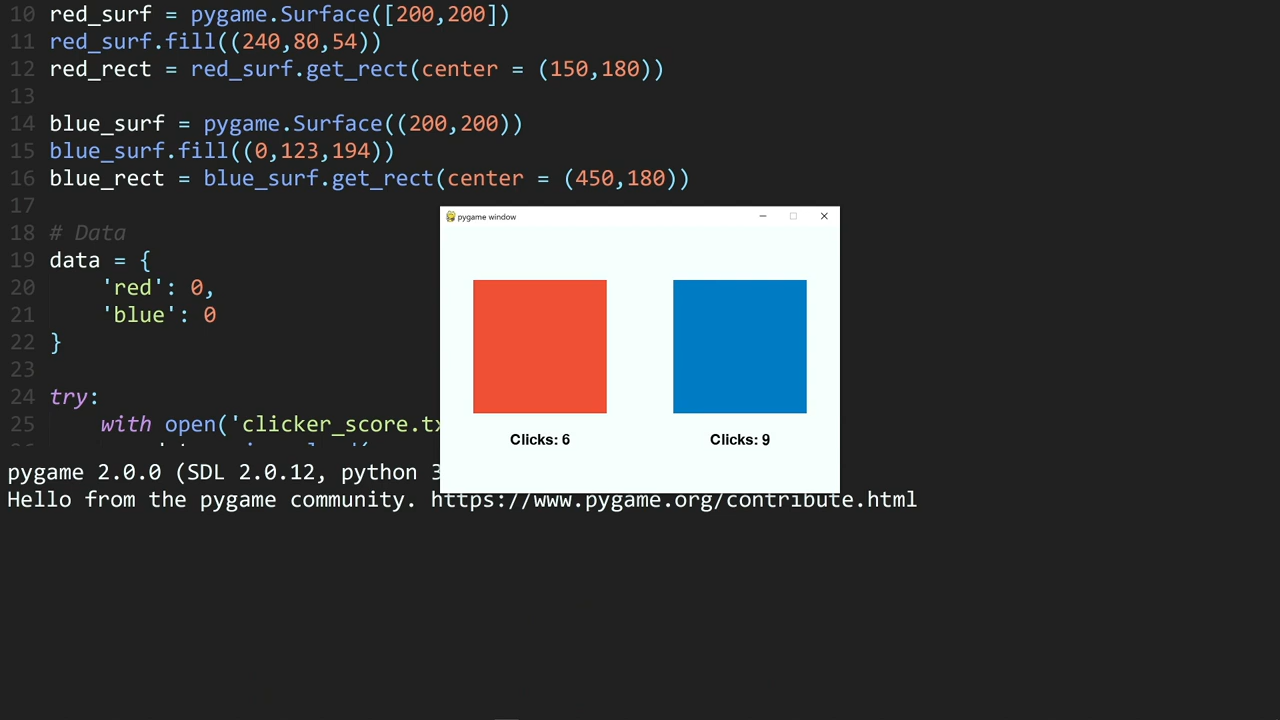 10 red_surf = pygame.Surface([200,200])
11 red_surf.fill((240,80,54))
12 red_rect = red_surf.get_rect(center = (150,180))
13
14 blue_surf = pygame.Surface((200,200))
15 blue_surf.fill((0,123,194))
16 blue_rect = blue_surf.get_rect(center = (450,180))
17
18 # Data
19 data = {
20 'red': 0,
21 'blue': 0
22 }
23
24 try:
25 with open('clicker_score.tx
pygame window
Clicks: 6
Clicks: 9
pygame 2.0.0 (SDL 2.0.12, python 3
Hello from the pygame community. https://www.pygame.org/contribute.html